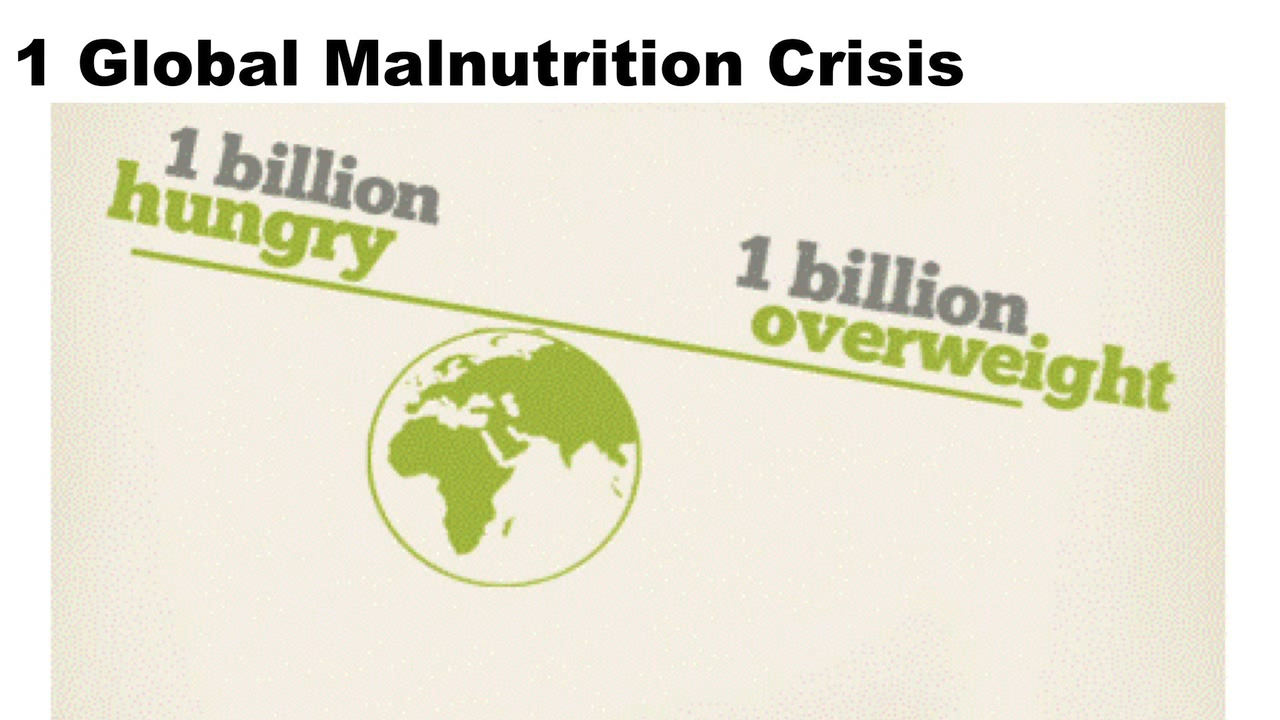 1 Global Malnutrition Crisis
1 billion
hungry
1 billion
overweight